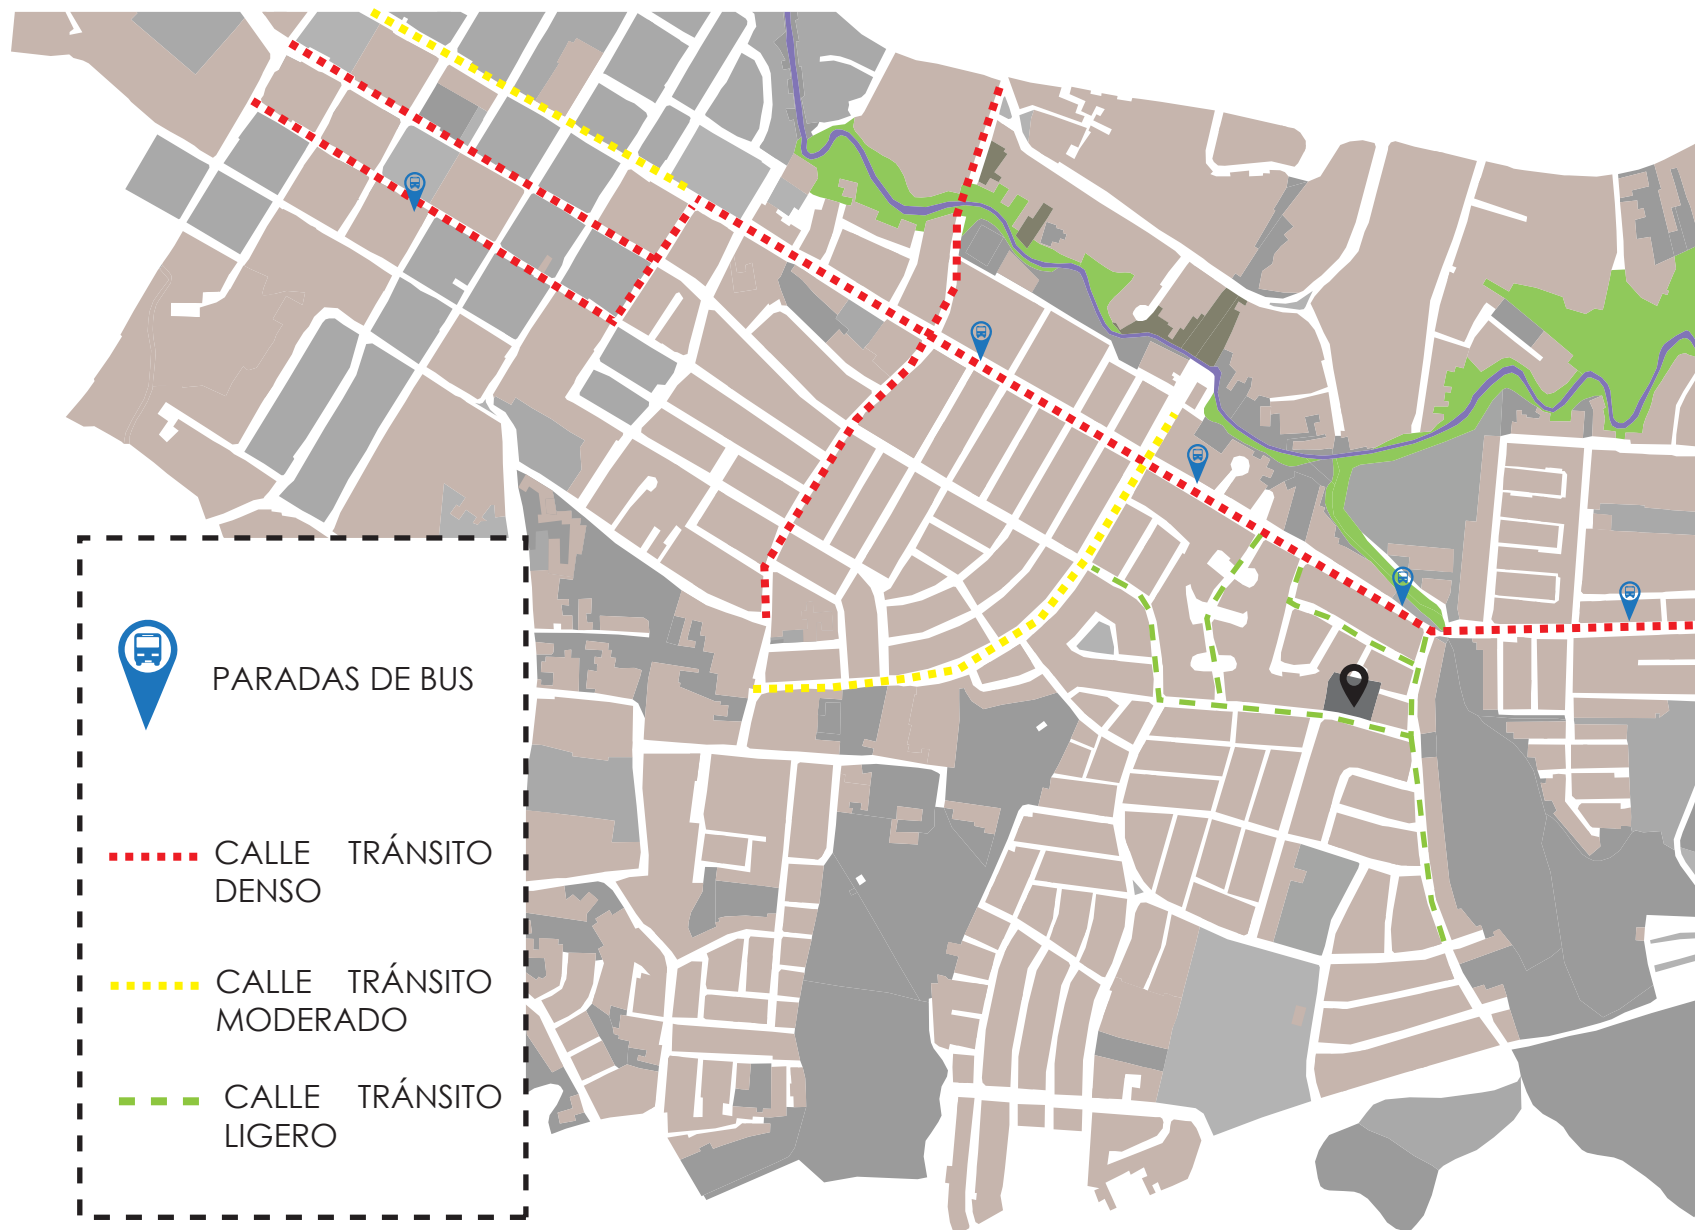 PARADAS DE BUS
CALLE TRÁNSITO
DENSO
CALLE TRÁNSITO
MODERADO
CALLE TRÁNSITO
LIGERO